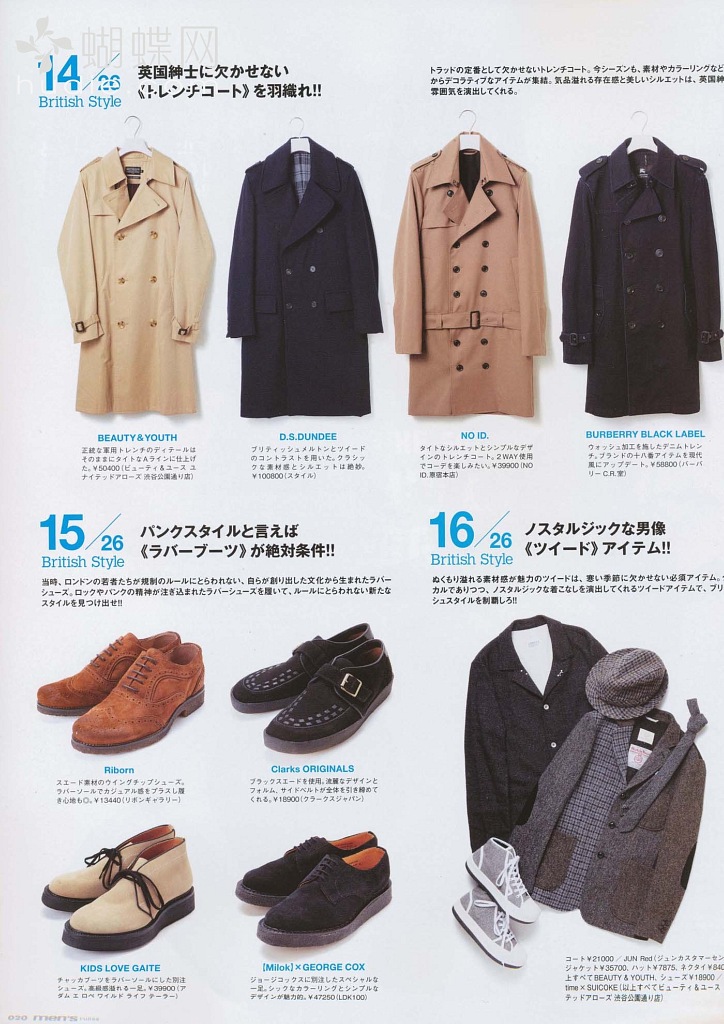 蝴蝶网
14/26
British Style
英国紳士に欠かせない
《トレンチコート》を羽織れ!!
トラッドの定番として欠かせないトレンチコート。今シーズンも、素材やカラーリングなど
からデコラティブなアイテムが集結。気品溢れる存在感と美しいシルエットは、英国紳
雰囲気を演出してくれる。
BEAUTY&YOUTH
正統な軍用トレンチのディテールは
そのままにタイトなAラインに仕上げ
た。¥50400(ビューティ&ユース ユ
ナイテッドアローズ 渋谷公園通り店)
D.S.DUNDEE
ブリティッシュメルトンとツイード
のコントラストを用いた。クラシッ
クな素材感とシルエットは絶妙。
¥100800(スタイル)
NO ID.
タイトなシルエットとシンプルなデザ
インのトレンチコート。2WAY使用
でコーデを楽しみたい。¥39900(NO
ID.原宿本店)
BURBERRY BLACK LABEL
ウォッシュ加工を施したデニムトレン
チ。ブランドの十八番アイテムを現代
風にアップデート。¥58800(バーバ
リーC.R.室)
15/26
British Style
パンクスタイルと言えば
《ラバーブーツ》が絶対条件!!
当時、ロンドンの若者たちが規制のルールにとらわれない、自らが創り出した文化から生まれたラバー
シューズ。ロックやパンクの精神が注ぎ込まれたラバーシューズを履いて、ルールにとらわれない新たな
スタイルを見つけ出せ!!
16/26
British Style
ノスタルジックな男像
《ツイード》アイテム!!
ぬくもり溢れる素材感が魅力のツイードは、寒い季節に欠かせない必須アイテム。
カルでありつつ、ノスタルジックな着こなしを演出してくれるツイードアイテムで、ブリ
シュスタイルを制覇しろ!!
Riborn
スエード素材のウイングチップシューズ。
ラバーソールでカジュアル感をプラスし履
き心地も◎。¥13440(リボンギャラリー)
Clarks ORIGINALS
ブラックスエードを使用。流麗なデザインと
フォルム、サイドベルトが全体を引き締めて
くれる。¥18900(クラークスジャパン)
KIDS LOVE GAITE
チャッカブーツをラバーソールにした別注
シューズ。高級感溢れる一足。¥39900(ア
ダム エ ロペ ワイルド ライフ テーラー)
[Milok]×GEORGE COX
ジョージコックスに別注したスペシャルな
一足。シックなカラーリングとシンプルな
デザインが魅力的。¥47250(LDK100)
コート¥21000/JUN Red(ジュンカスタマーセン
ジャケット¥35700、ハット¥7875、ネクタイ¥840
上すべてBEAUTY & YOUTH、シューズ¥18900/
time×SUICOKE(以上すべてビューティ&ユース
テッドアローズ 渋谷公園通り店)
020 men's